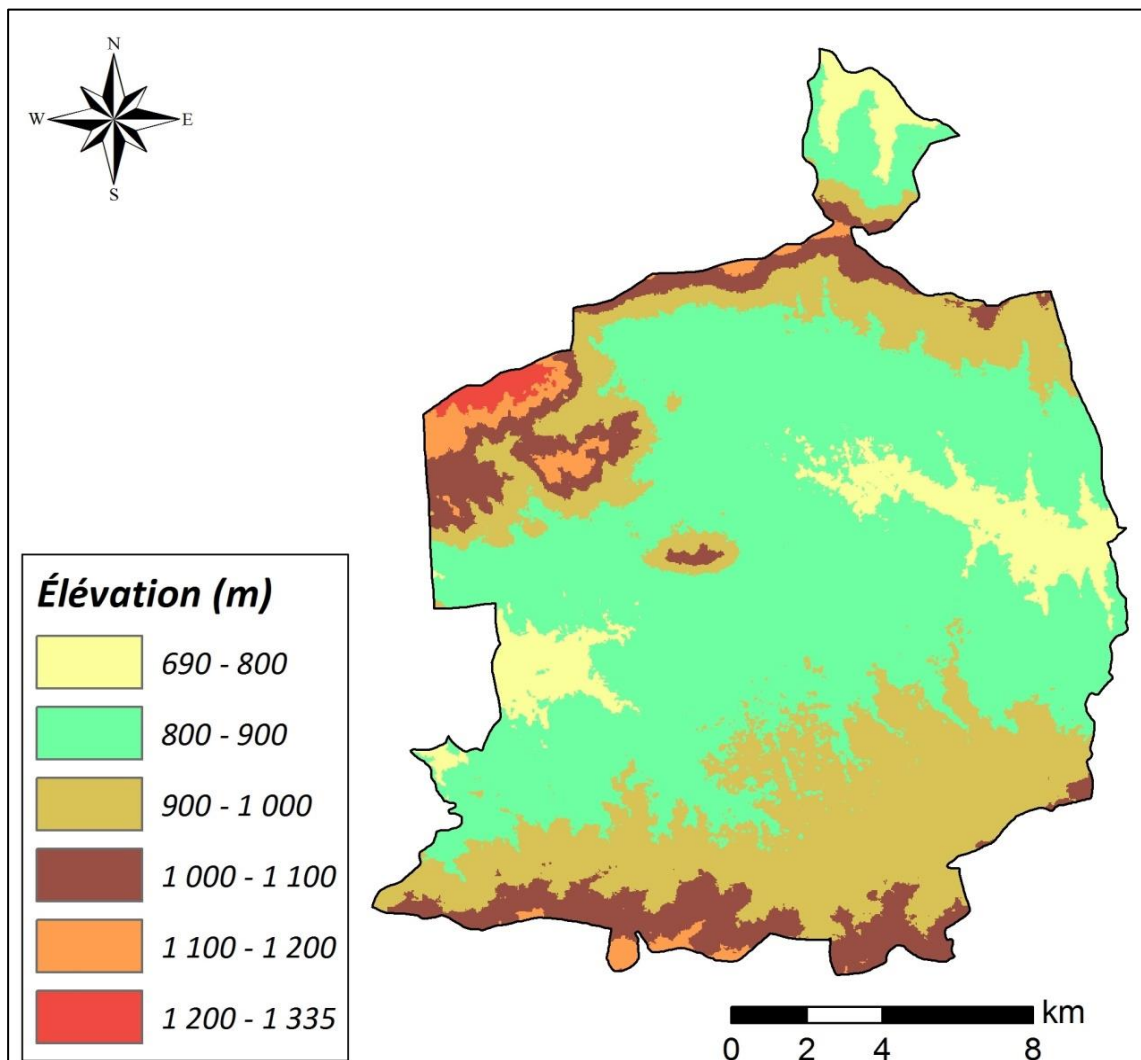 N
W E
S
Élévation (m)
690 - 800
800 - 900
900 - 1 000
1 000 - 1 100
1 100 - 1 200
1 200 - 1 335
km
0 2 4 8